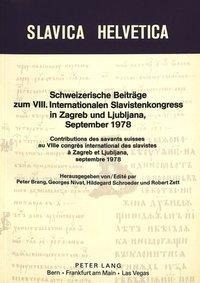 SLAVICA HELVETICA
Schweizerische Beiträge
zum VIII. Internationalen Slavistenkongress
in Zagreb und Ljubljana,
September 1978
Contributions des savants suisses
au VIIIe congrès international des slavistes
à Zagreb et Ljubljana,
septembre 1978
Herausgegeben von/Edité par
Peter Brang, Georges Nivat, Hildegard Schroeder und Robert Zett
PETER LANG
Bern · Frankfurt am Main · Las Vegas